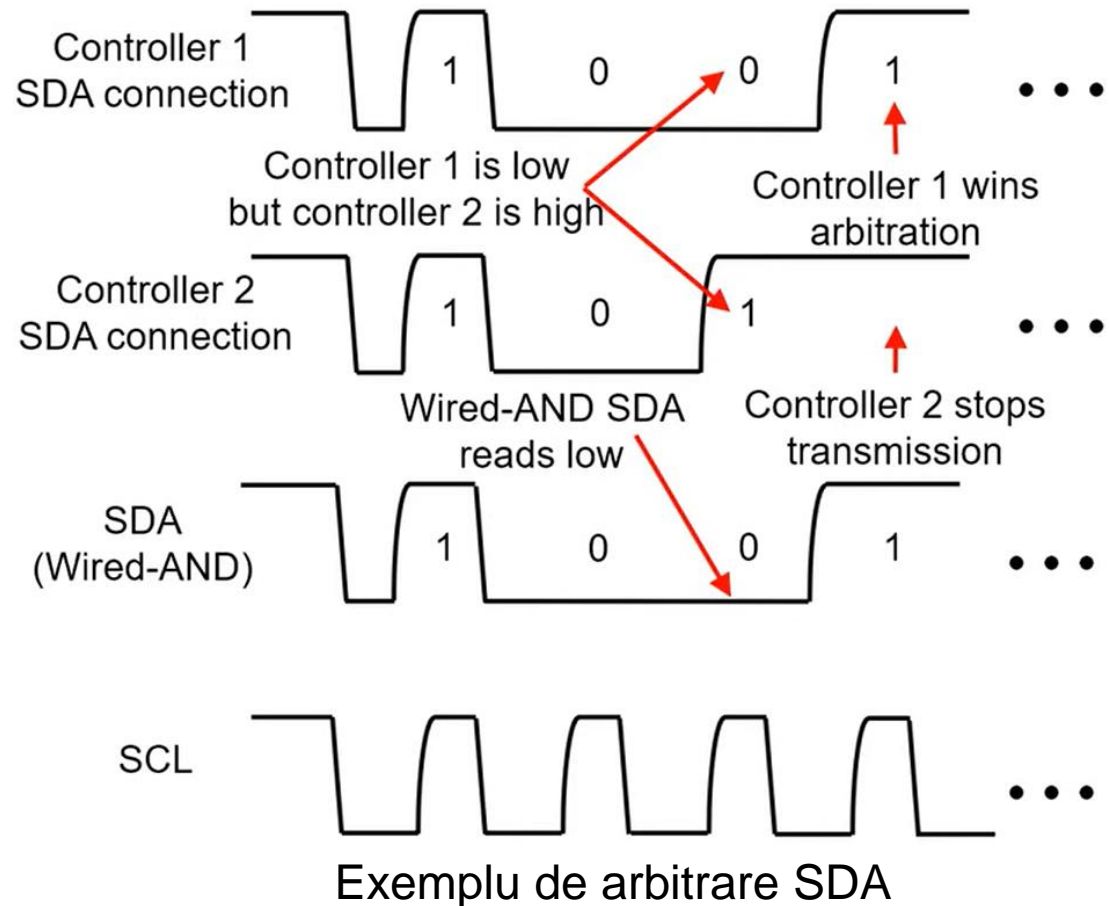 Controller 1
SDA connection
1 0 0 1
Controller 1 is low
but controller 2 is high
Controller 1 wins
arbitration
Controller 2
SDA connection
1 0 1
Wired-AND SDA
reads low
Controller 2 stops
transmission
SDA
(Wired-AND)
1 0 0 1
SCL
Exemplu de arbitrare SDA